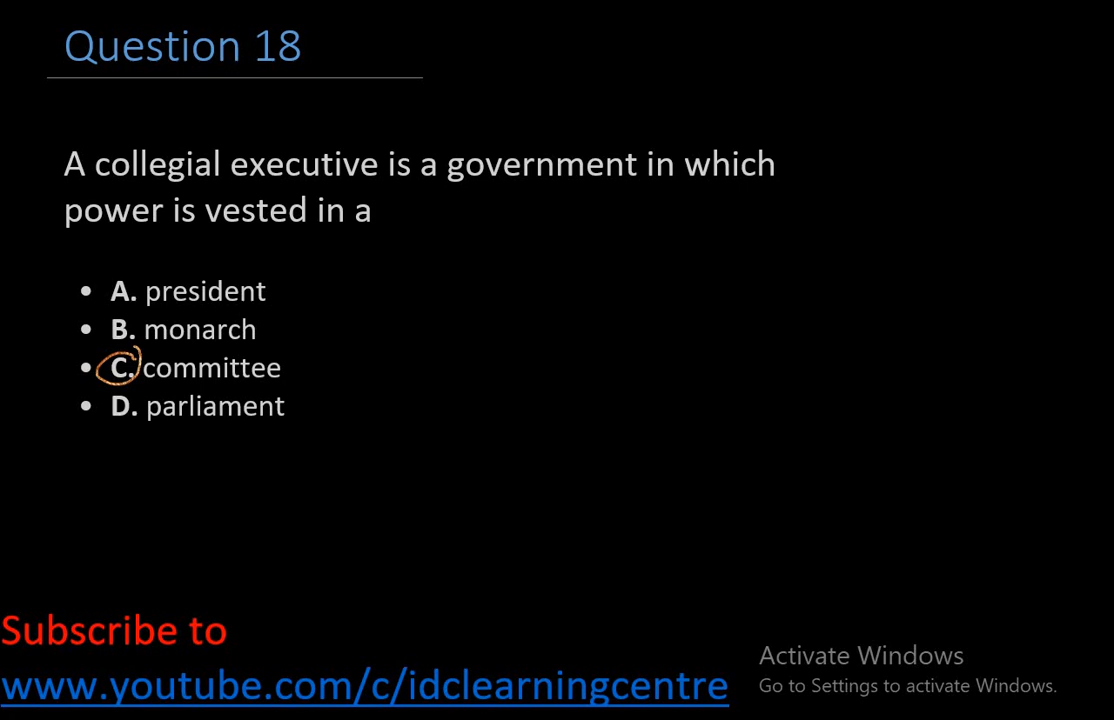 Question 18
A collegial executive is a government in which
power is vested in a
• A. president
• B. monarch
• C. committee
• D. parliament
Subscribe to
www.youtube.com/c/idclearningcentre
Activate Windows
Go to Settings to activate Windows.